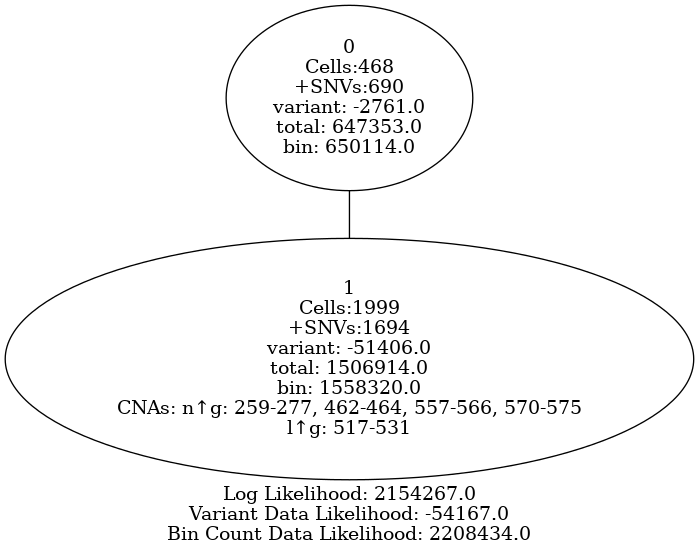 0
Cells:468
+SNVs:690
variant: -2761.0
total: 647353.0
bin: 650114.0
1
Cells:1999
+SNVs:1694
variant: -51406.0
total: 1506914.0
bin: 1558320.0
CNAs: n↑g: 259-277, 462-464, 557-566, 570-575
l↑g: 517-531
Log Likelihood: 2154267.0
Variant Data Likelihood: -54167.0
Bin Count Data Likelihood: 2208434.0